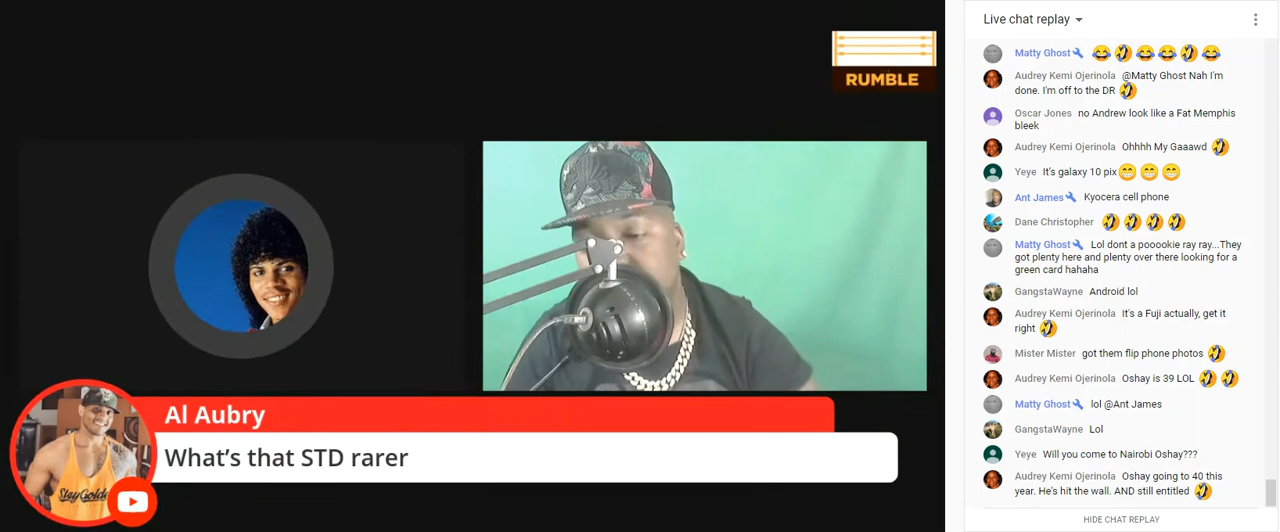 RUMBLE
StayGolde
Al Aubry
What's that STD rarer
Live chat replay
Matty Ghost 😂🤣😂😂🤣😂
Audrey Kemi Ojerinola @Matty Ghost Nah I'm
done. I'm off to the DR 🤣
Oscar Jones no Andrew look like a Fat Memphis
bleek
Audrey Kemi Ojerinola Ohhhh My Gaaawd 🤣
Yeye It's galaxy 10 pix😁😁😁
Ant James Kyocera cell phone
Dane Christopher 🤣🤣🤣🤣
Matty Ghost Lol dont a pooookie ray ray...They
got plenty here and plenty over there looking for a
green card hahaha
GangstaWayne Android lol
Audrey Kemi Ojerinola It's a Fuji actually, get it
right 🤣
Mister Mister got them flip phone photos 🤣
Audrey Kemi Ojerinola Oshay is 39 LOL 🤣🤣
Matty Ghost lol @Ant James
GangstaWayne Lol
Yeye Will you come to Nairobi Oshay???
Audrey Kemi Ojerinola Oshay going to 40 this
year. He's hit the wall. AND still entitled 🤣
HIDE CHAT REPLAY